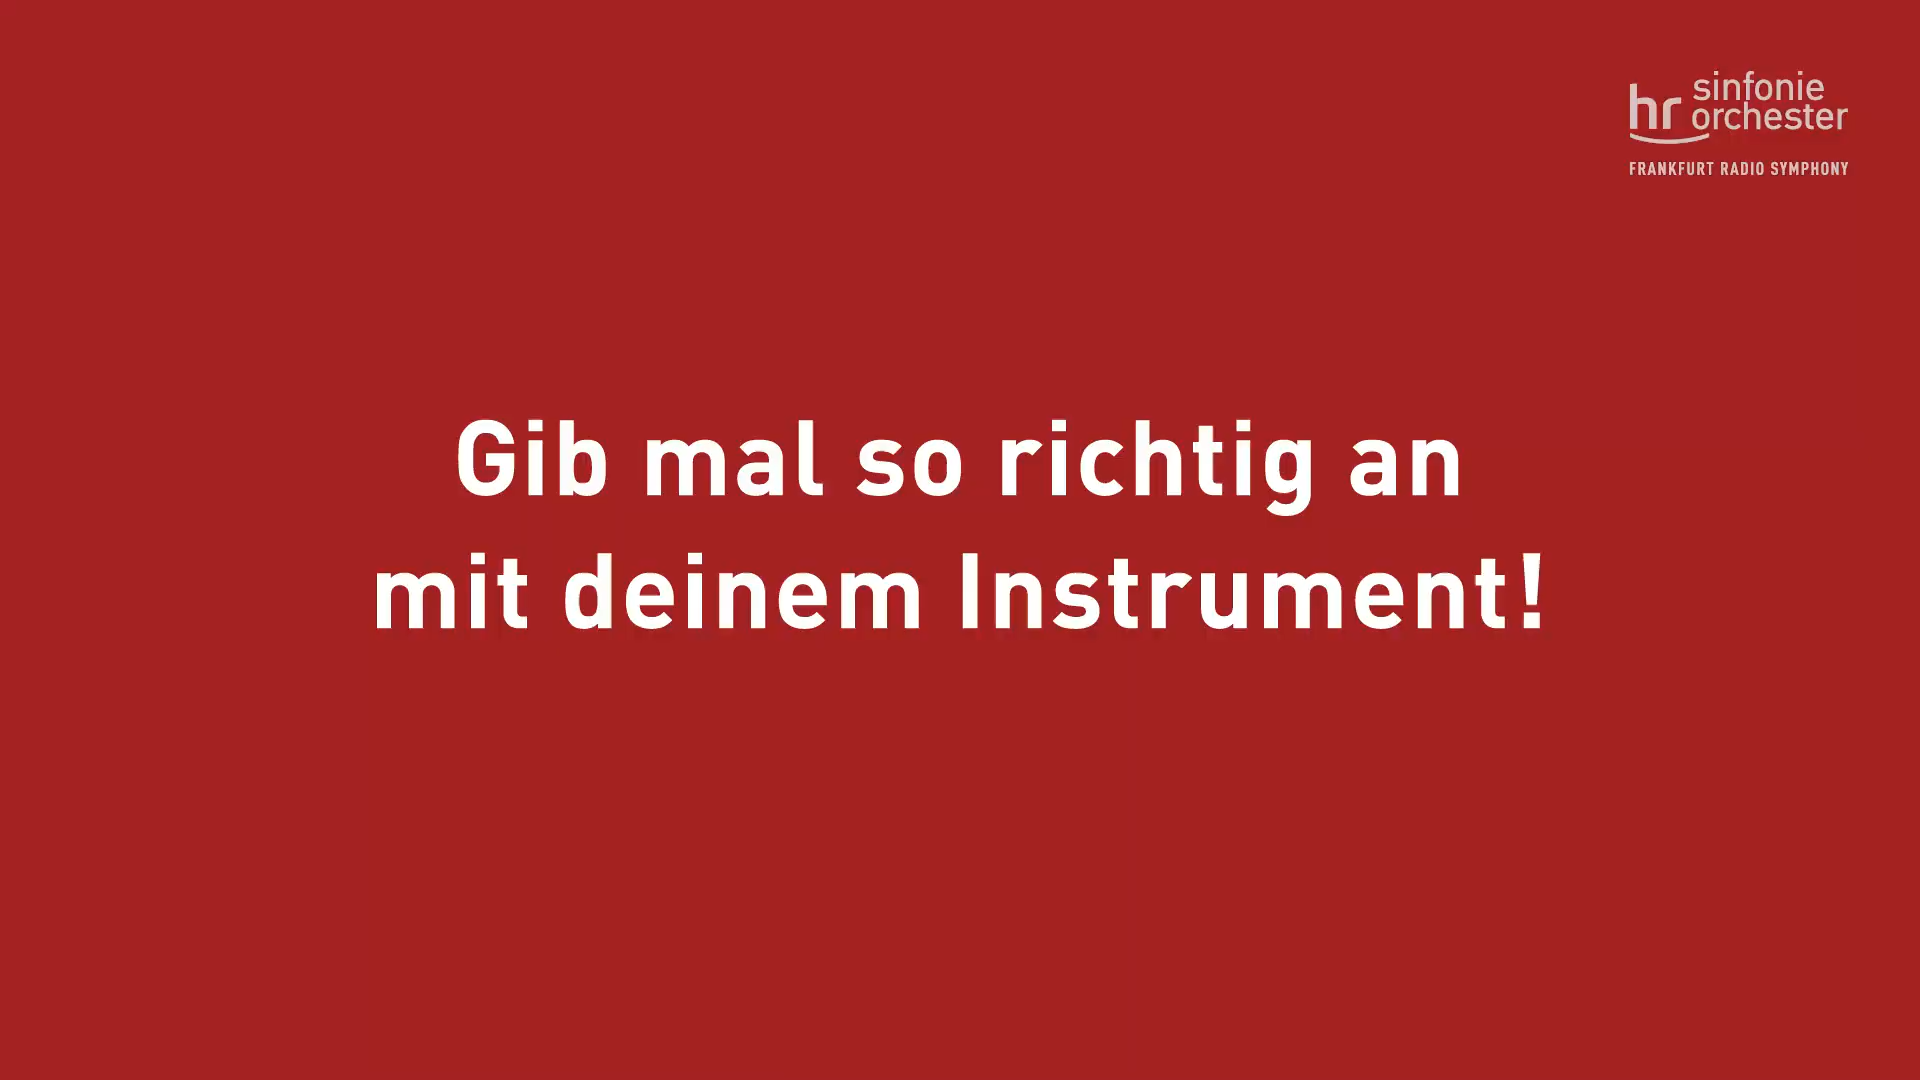 hr sinfonie
orchester
FRANKFURT RADIO SYMPHONY
Gib mal so richtig an
mit deinem Instrument!